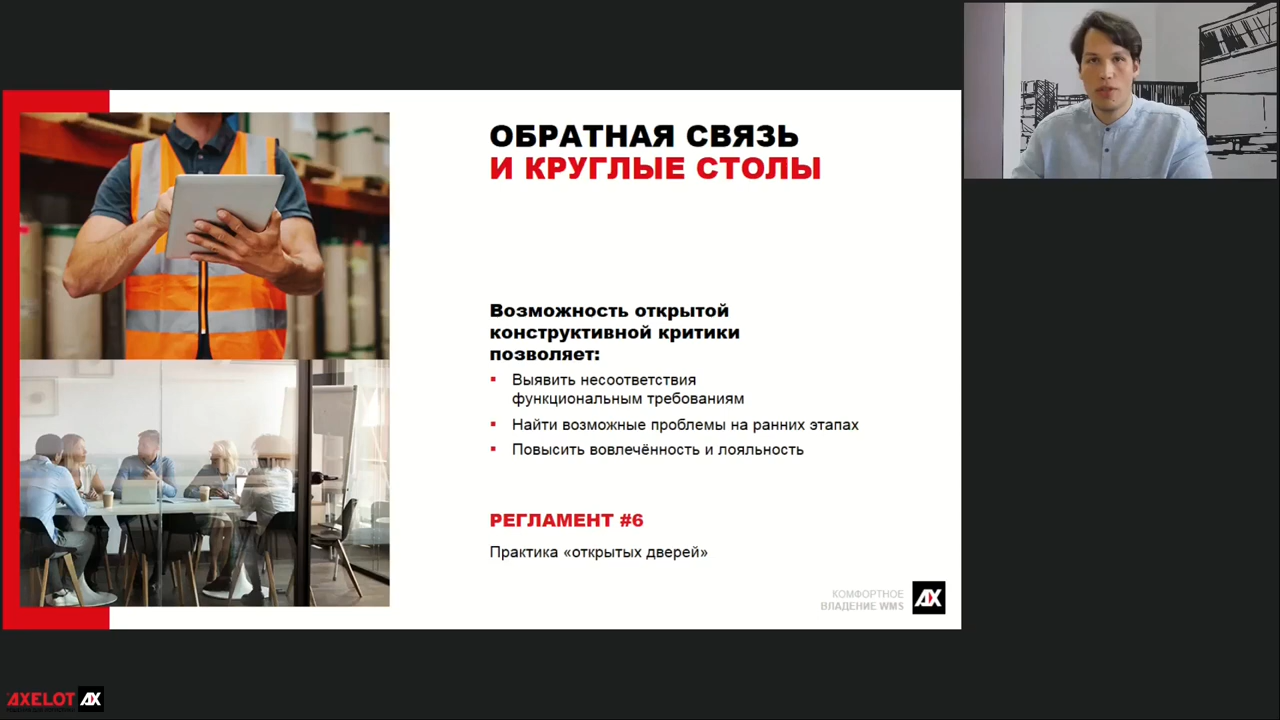 ОБРАТНАЯ СВЯЗЬ
И КРУГЛЫЕ СТОЛЫ
Возможность открытой
конструктивной критики
позволяет:
Выявить несоответствия
функциональным требованиям
Найти возможные проблемы на ранних этапах
Повысить вовлечённость и лояльность
РЕГЛАМЕНТ #6
Практика «открытых дверей»
КОМФОРТНОЕ
ВЛАДЕНИЕ WMS
AX
AXELOT
AX